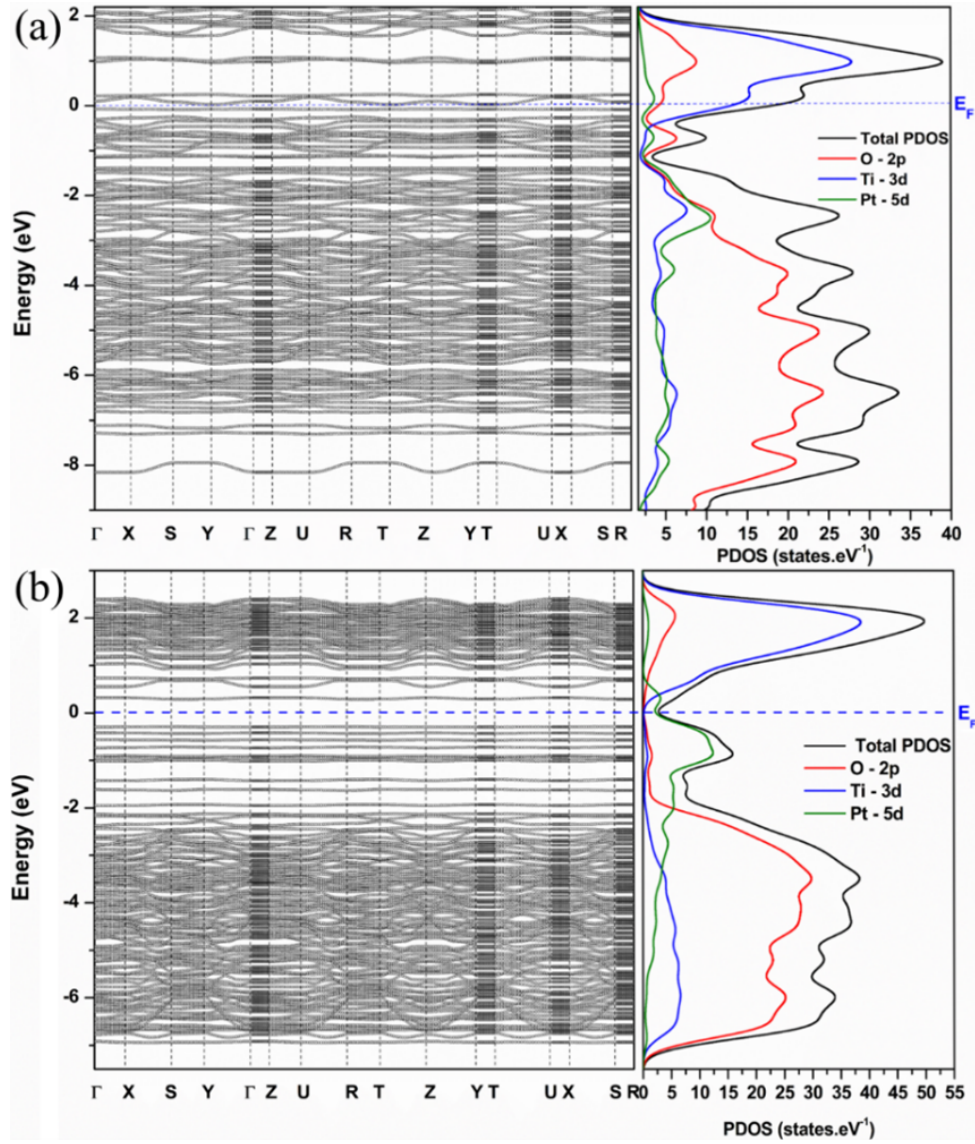 (a)
2
0
-2
-4
-6
-8
Energy (eV)
Γ X S Y Γ Z U R T Z Y T U X S R
E_F
Total PDOS
O - 2p
Ti - 3d
Pt - 5d
5 10 15 20 25 30 35 40
PDOS (states.eV⁻¹)
(b)
2
0
-2
-4
-6
Energy (eV)
Γ X S Y Γ Z U R T Z Y T U X S R
E_F
Total PDOS
O - 2p
Ti - 3d
Pt - 5d
0 5 10 15 20 25 30 35 40 45 50 55
PDOS (states.eV⁻¹)